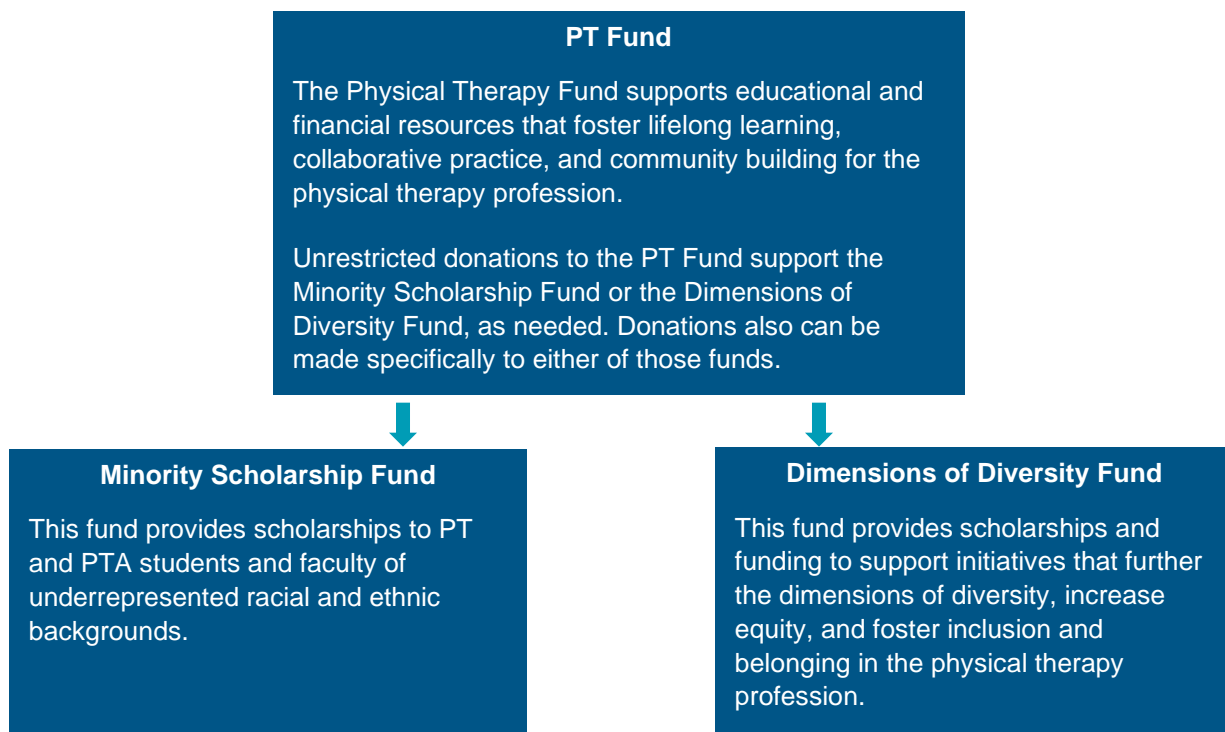 PT Fund
The Physical Therapy Fund supports educational and
financial resources that foster lifelong learning,
collaborative practice, and community building for the
physical therapy profession.
Unrestricted donations to the PT Fund support the
Minority Scholarship Fund or the Dimensions of
Diversity Fund, as needed. Donations also can be
made specifically to either of those funds.
Minority Scholarship Fund
This fund provides scholarships to PT
and PTA students and faculty of
underrepresented racial and ethnic
backgrounds.
Dimensions of Diversity Fund
This fund provides scholarships and
funding to support initiatives that further
the dimensions of diversity, increase
equity, and foster inclusion and
belonging in the physical therapy
profession.